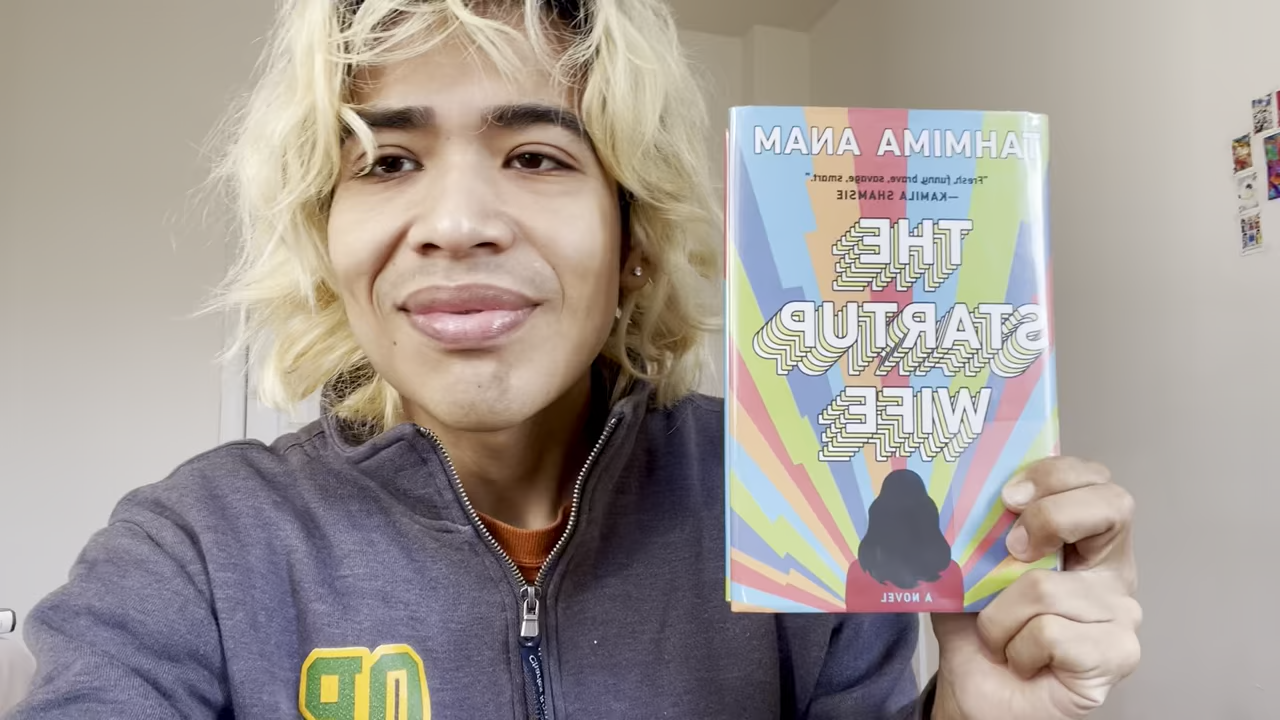 TAHMIMA ANAM
"Fresh, funny, brave, savage, smart."
—KAMILA SHAMSIE
THE
STARTUP
WIFE
A NOVEL